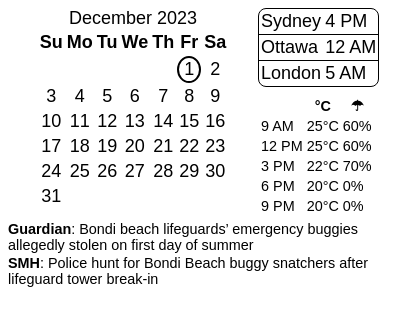 December 2023
Su Mo Tu We Th Fr Sa
1 2
3 4 5 6 7 8 9
10 11 12 13 14 15 16
17 18 19 20 21 22 23
24 25 26 27 28 29 30
31
Sydney 4 PM
Ottawa 12 AM
London 5 AM
°C ☂
9 AM 25°C 60%
12 PM 25°C 60%
3 PM 22°C 70%
6 PM 20°C 0%
9 PM 20°C 0%
Guardian: Bondi beach lifeguards’ emergency buggies
allegedly stolen on first day of summer
SMH: Police hunt for Bondi Beach buggy snatchers after
lifeguard tower break-in